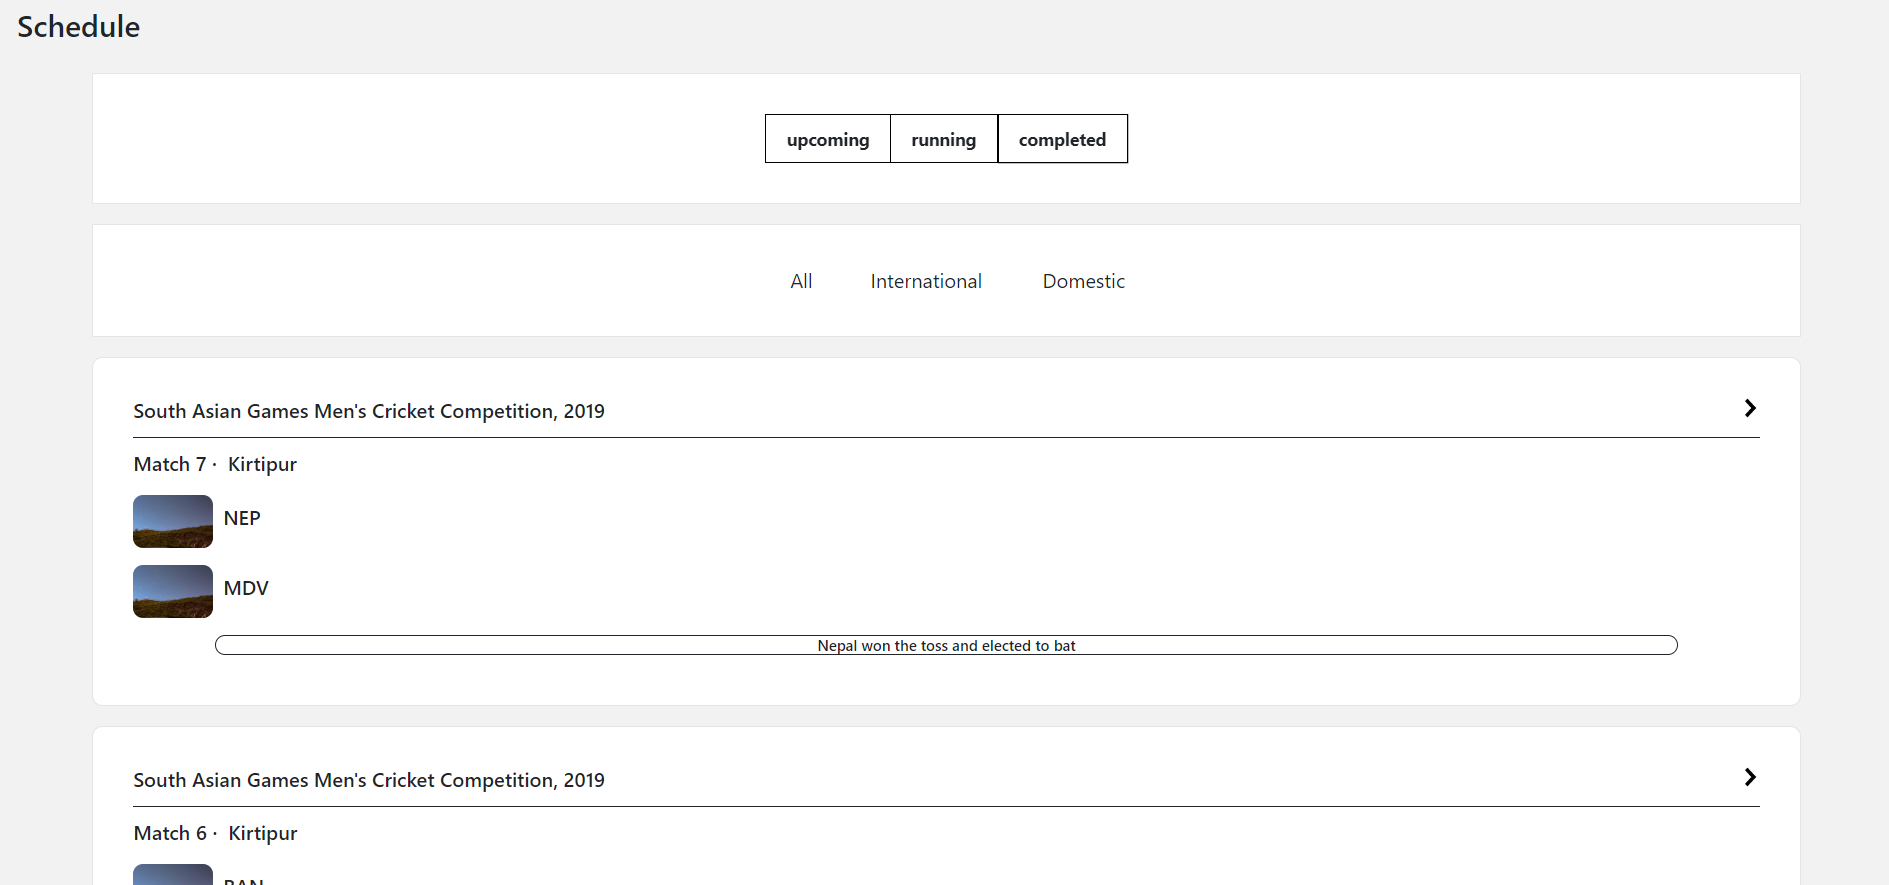 Schedule
upcoming running completed
All International Domestic
South Asian Games Men's Cricket Competition, 2019
Match 7 · Kirtipur
NEP
MDV
Nepal won the toss and elected to bat
South Asian Games Men's Cricket Competition, 2019
Match 6 · Kirtipur